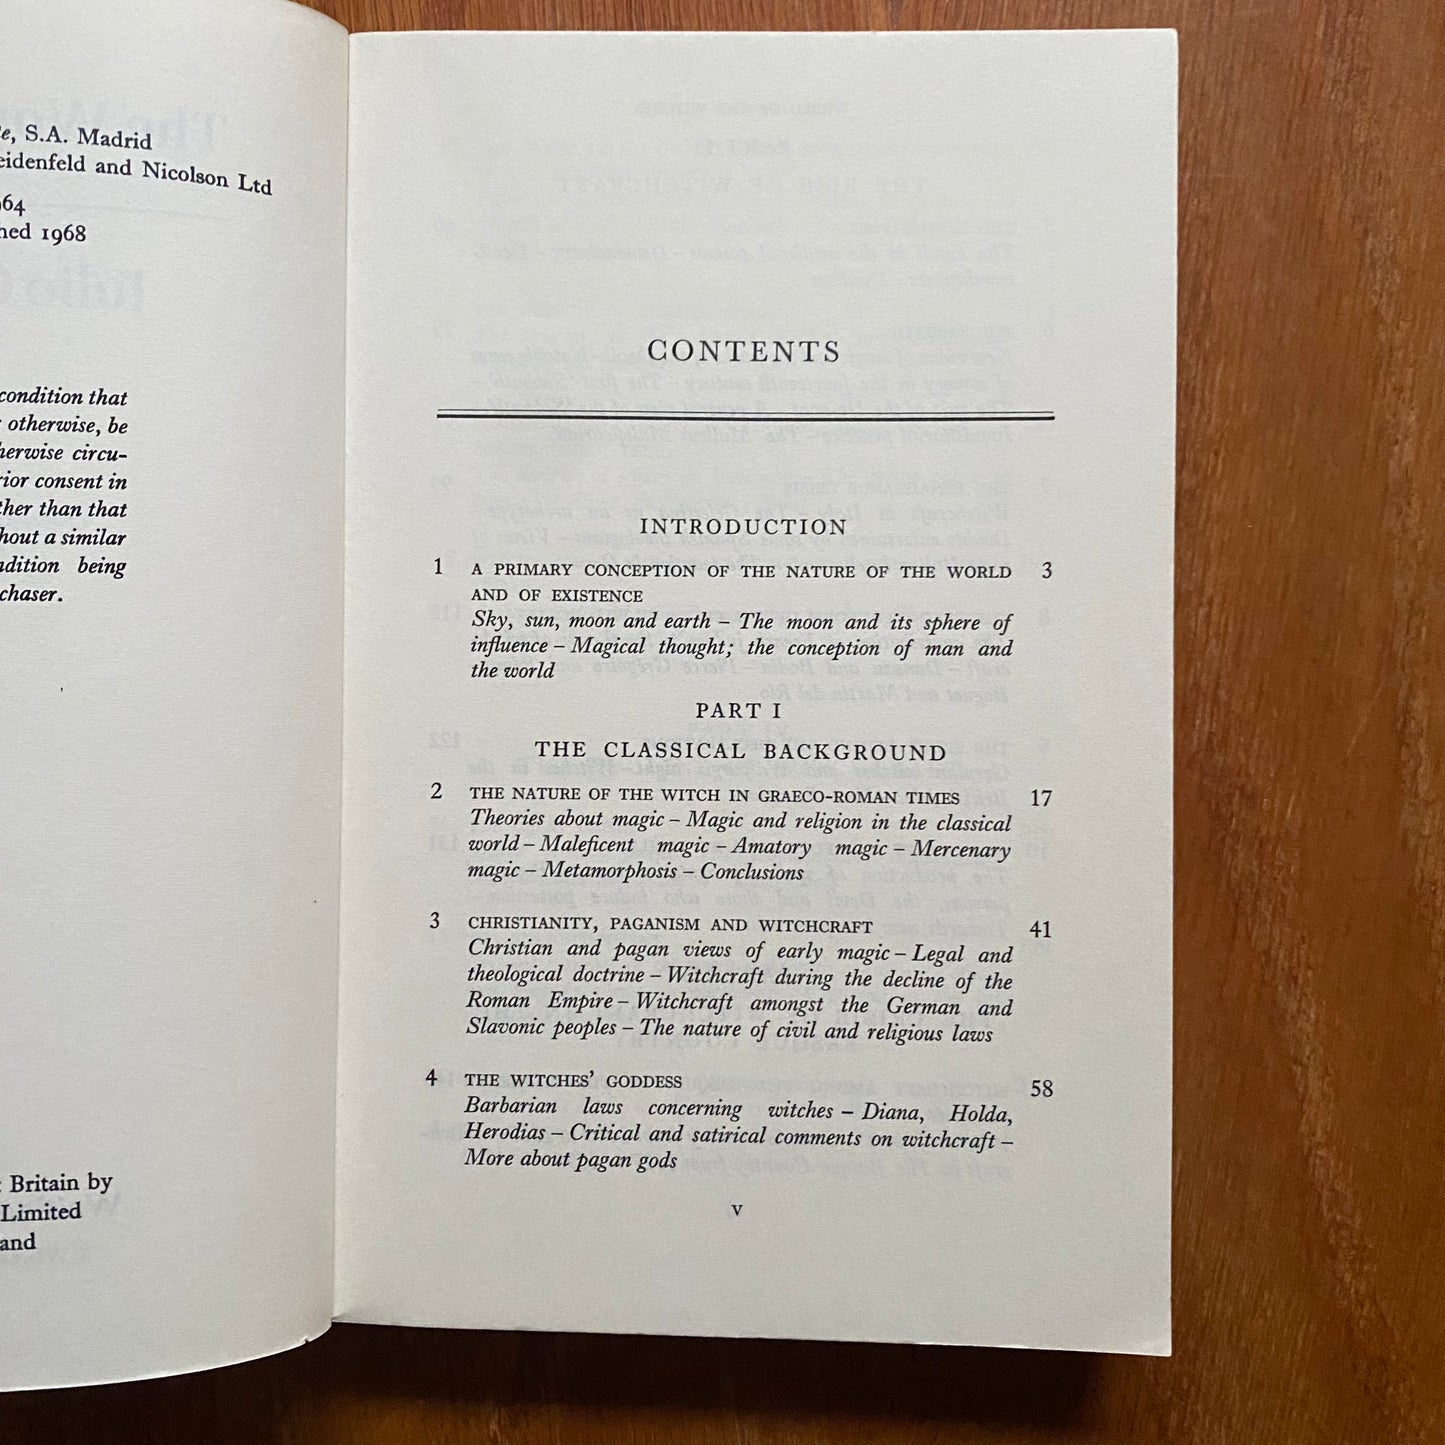 e, S.A. Madrid
eidenfeld and Nicolson Ltd
964
hed 1968
condition that
otherwise, be
herwise circu-
rior consent in
ther than that
hout a similar
ndition being
chaser.
Britain by
Limited
and
CONTENTS
INTRODUCTION
1 A PRIMARY CONCEPTION OF THE NATURE OF THE WORLD 3
AND OF EXISTENCE
Sky, sun, moon and earth – The moon and its sphere of
influence – Magical thought; the conception of man and
the world
PART I
THE CLASSICAL BACKGROUND
2 THE NATURE OF THE WITCH IN GRAECO-ROMAN TIMES 17
Theories about magic – Magic and religion in the classical
world – Maleficent magic – Amatory magic – Mercenary
magic – Metamorphosis – Conclusions
3 CHRISTIANITY, PAGANISM AND WITCHCRAFT 41
Christian and pagan views of early magic – Legal and
theological doctrine – Witchcraft during the decline of the
Roman Empire – Witchcraft amongst the German and
Slavonic peoples – The nature of civil and religious laws
4 THE WITCHES' GODDESS 58
Barbarian laws concerning witches – Diana, Holda,
Herodias – Critical and satirical comments on witchcraft –
More about pagan gods
v